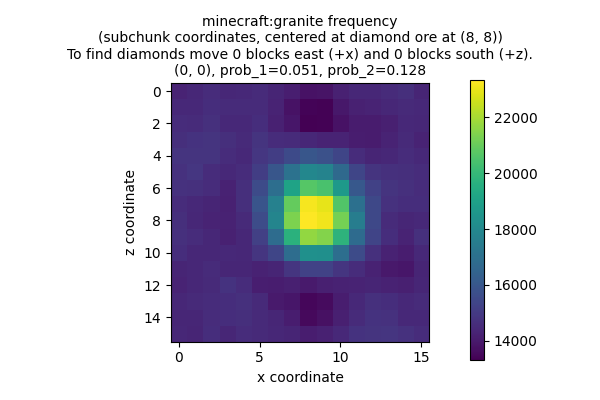 minecraft:granite frequency
(subchunk coordinates, centered at diamond ore at (8, 8))
To find diamonds move 0 blocks east (+x) and 0 blocks south (+z).
(0, 0), prob_1=0.051, prob_2=0.128
0
2
4
6
8
10
12
14
z coordinate
0
5
10
15
x coordinate
22000
20000
18000
16000
14000